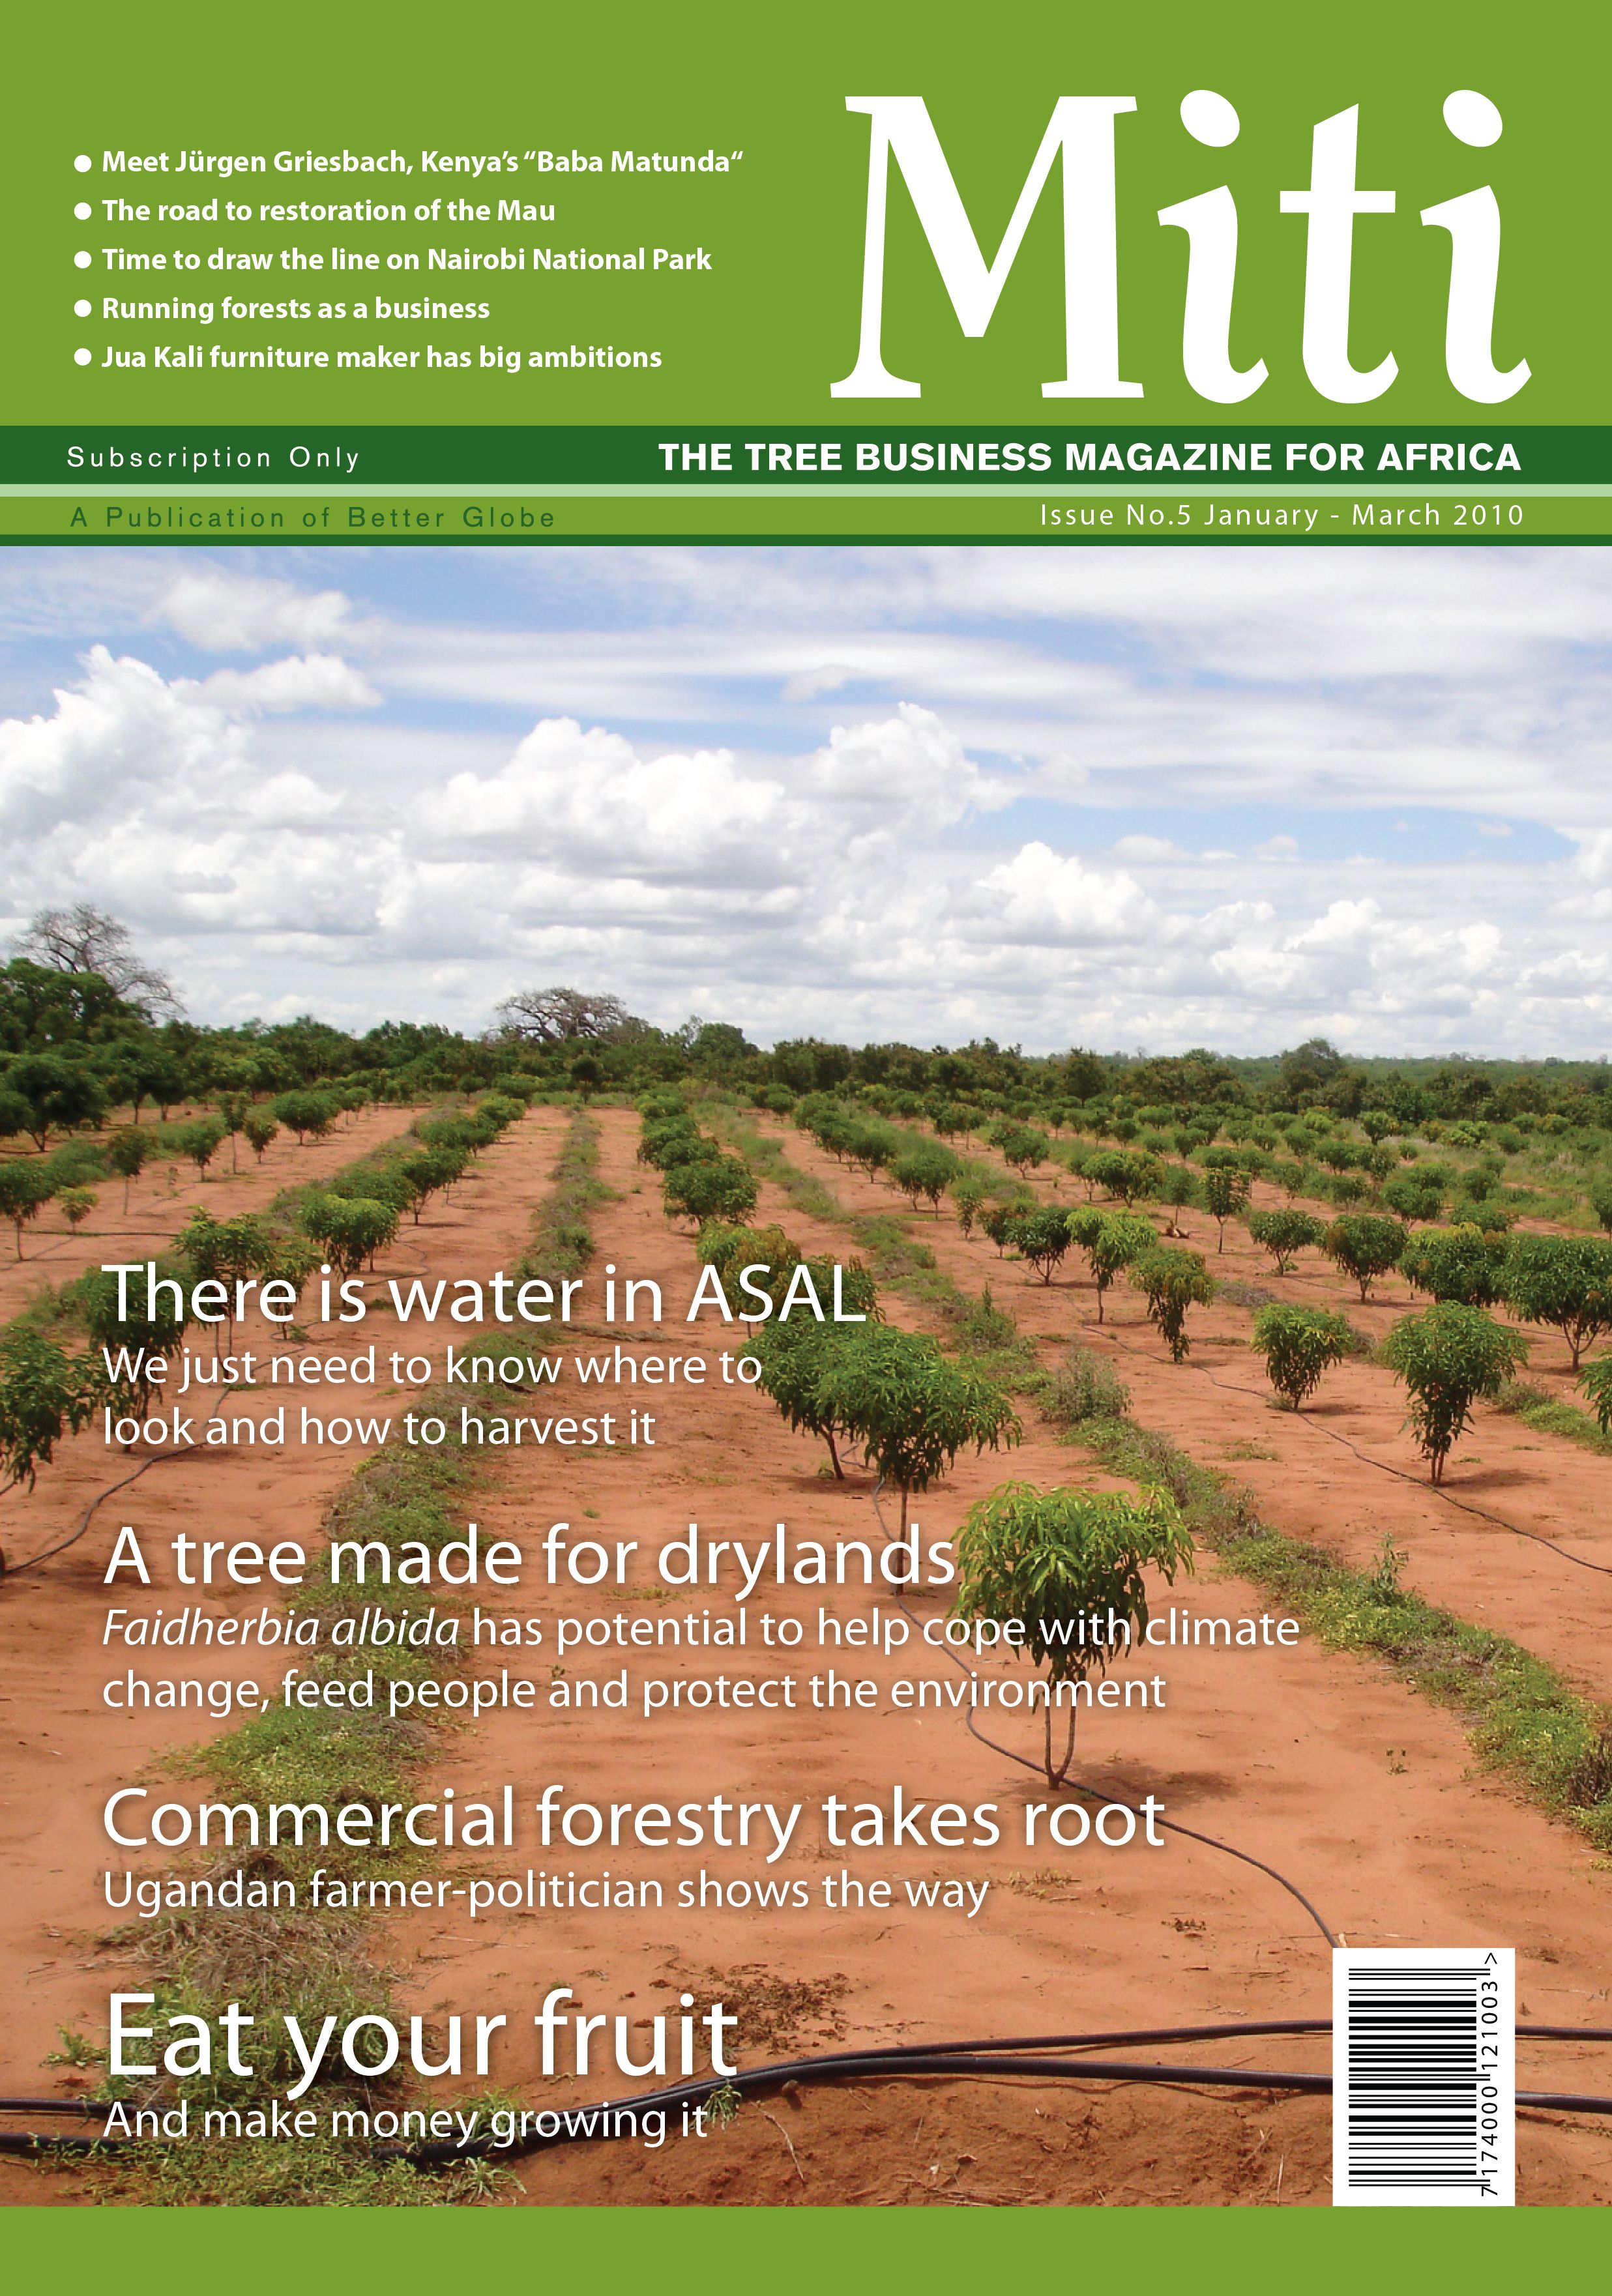 Miti
● Meet Jürgen Griesbach, Kenya's “Baba Matunda“
● The road to restoration of the Mau
● Time to draw the line on Nairobi National Park
● Running forests as a business
● Jua Kali furniture maker has big ambitions
Subscription Only
THE TREE BUSINESS MAGAZINE FOR AFRICA
A Publication of Better Globe
Issue No.5 January - March 2010
There is water in ASAL
We just need to know where to
look and how to harvest it
A tree made for drylands
Faidherbia albida has potential to help cope with climate
change, feed people and protect the environment
Commercial forestry takes root
Ugandan farmer-politician shows the way
Eat your fruit
And make money growing it
7 174000 121003 >